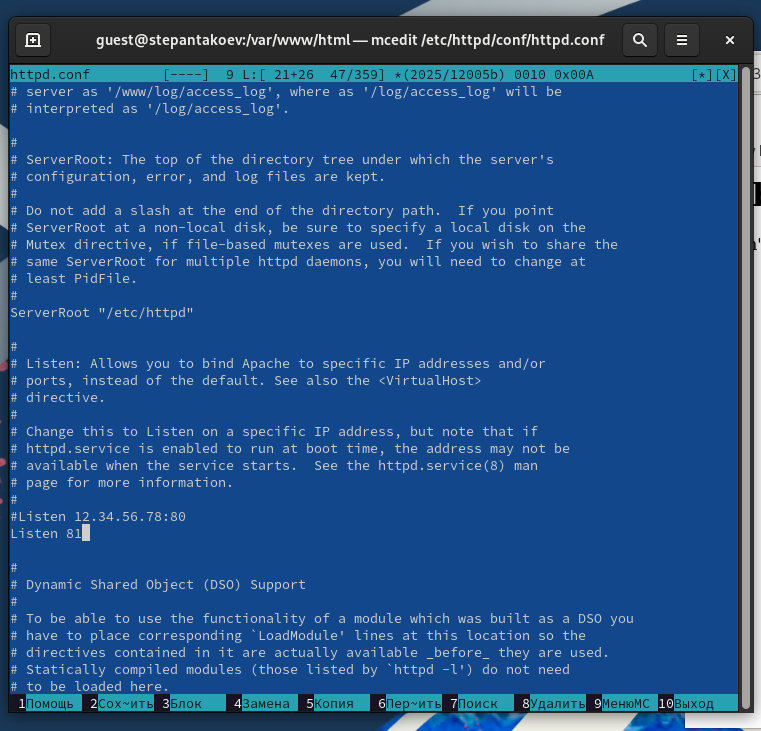 guest@stepantakoev:/var/www/html — mcedit /etc/httpd/conf/httpd.conf
httpd.conf         [----]  9 L:[ 21+26  47/359] *(2025/12005b) 0010 0x00A            [*][X]
# server as '/www/log/access_log', where as '/log/access_log' will be
# interpreted as '/log/access_log'.
#
# ServerRoot: The top of the directory tree under which the server's
# configuration, error, and log files are kept.
#
# Do not add a slash at the end of the directory path.  If you point
# ServerRoot at a non-local disk, be sure to specify a local disk on the
# Mutex directive, if file-based mutexes are used.  If you wish to share the
# same ServerRoot for multiple httpd daemons, you will need to change at
# least PidFile.
#
ServerRoot "/etc/httpd"
#
# Listen: Allows you to bind Apache to specific IP addresses and/or
# ports, instead of the default. See also the <VirtualHost>
# directive.
#
# Change this to Listen on a specific IP address, but note that if
# httpd.service is enabled to run at boot time, the address may not be
# available when the service starts.  See the httpd.service(8) man
# page for more information.
#
#Listen 12.34.56.78:80
Listen 81
#
# Dynamic Shared Object (DSO) Support
#
# To be able to use the functionality of a module which was built as a DSO you
# have to place corresponding `LoadModule' lines at this location so the
# directives contained in it are actually available _before_ they are used.
# Statically compiled modules (those listed by `httpd -l') do not need
# to be loaded here.
1Помощь 2Сох~ить 3Блок 4Замена 5Копия 6Пер~ить 7Поиск 8Удалить 9МенюMC 10Выход